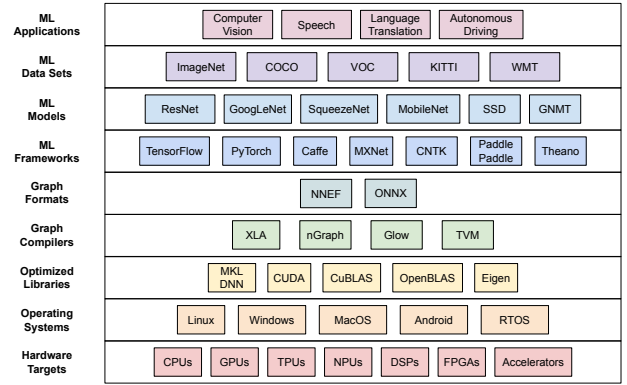 ML
Applications
Computer
Vision
Speech
Language
Translation
Autonomous
Driving
ML
Data Sets
ImageNet COCO VOC KITTI WMT
ML
Models
ResNet GoogLeNet SqueezeNet MobileNet SSD GNMT
ML
Frameworks
TensorFlow PyTorch Caffe MXNet CNTK
Paddle
Paddle
Theano
Graph
Formats
NNEF ONNX
Graph
Compilers
XLA nGraph Glow TVM
Optimized
Libraries
MKL
DNN
CUDA CuBLAS OpenBLAS Eigen
Operating
Systems
Linux Windows MacOS Android RTOS
Hardware
Targets
CPUs GPUs TPUs NPUs DSPs FPGAs Accelerators